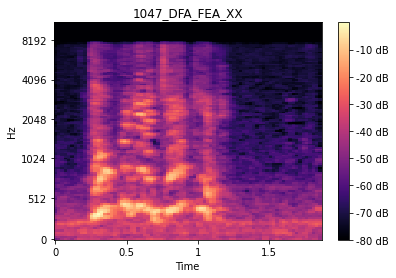 1047_DFA_FEA_XX
8192
4096
2048
1024
512
0
Hz
0
0.5
1
1.5
Time
-10 dB
-20 dB
-30 dB
-40 dB
-50 dB
-60 dB
-70 dB
-80 dB